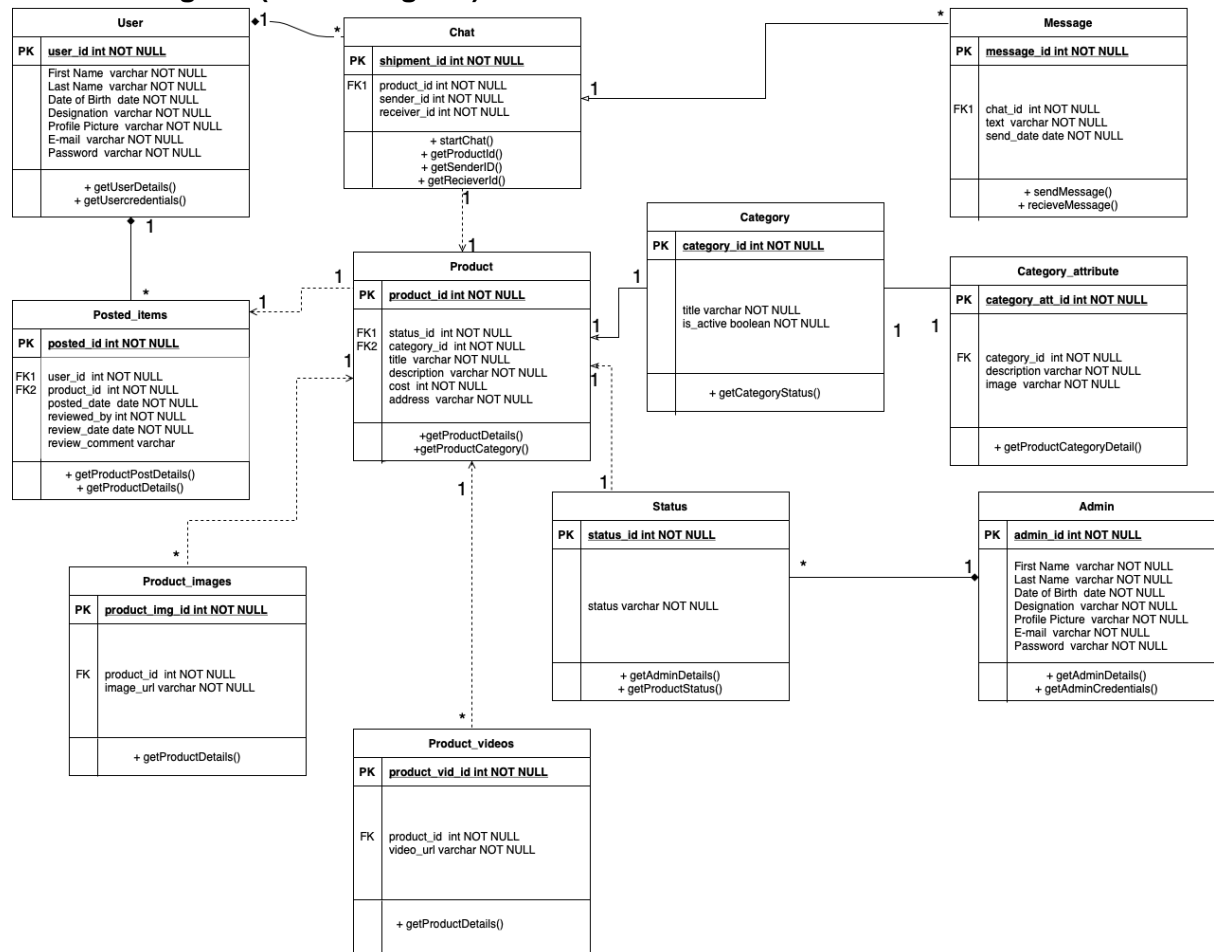 User
PK user_id int NOT NULL
First Name varchar NOT NULL
Last Name varchar NOT NULL
Date of Birth date NOT NULL
Designation varchar NOT NULL
Profile Picture varchar NOT NULL
E-mail varchar NOT NULL
Password varchar NOT NULL
+ getUserDetails()
+ getUsercredentials()
1
*
Chat
PK shipment_id int NOT NULL
FK1 product_id int NOT NULL
sender_id int NOT NULL
receiver_id int NOT NULL
+ startChat()
+ getProductId()
+ getSenderID()
+ getRecieverId()
1
*
Message
PK message_id int NOT NULL
FK1 chat_id int NOT NULL
text varchar NOT NULL
send_date date NOT NULL
+ sendMessage()
+ recieveMessage()
1
*
1
1
Posted_items
PK posted_id int NOT NULL
FK1 user_id int NOT NULL
FK2 product_id int NOT NULL
posted_date date NOT NULL
reviewed_by int NOT NULL
review_date date NOT NULL
review_comment varchar
+ getProductPostDetails()
+ getProductDetails()
1
1
Product
PK product_id int NOT NULL
FK1 status_id int NOT NULL
FK2 category_id int NOT NULL
title varchar NOT NULL
description varchar NOT NULL
cost int NOT NULL
address varchar NOT NULL
+getProductDetails()
+getProductCategory()
1
1
1
Category
PK category_id int NOT NULL
title varchar NOT NULL
is_active boolean NOT NULL
+ getCategoryStatus()
1
1
Category_attribute
PK category_att_id int NOT NULL
FK category_id int NOT NULL
description varchar NOT NULL
image varchar NOT NULL
+ getProductCategoryDetail()
1
1
*
Product_images
PK product_img_id int NOT NULL
FK product_id int NOT NULL
image_url varchar NOT NULL
+ getProductDetails()
1
*
Product_videos
PK product_vid_id int NOT NULL
FK product_id int NOT NULL
video_url varchar NOT NULL
+ getProductDetails()
1
Status
PK status_id int NOT NULL
status varchar NOT NULL
+ getAdminDetails()
+ getProductStatus()
*
1
Admin
PK admin_id int NOT NULL
First Name varchar NOT NULL
Last Name varchar NOT NULL
Date of Birth date NOT NULL
Designation varchar NOT NULL
Profile Picture varchar NOT NULL
E-mail varchar NOT NULL
Password varchar NOT NULL
+ getAdminDetails()
+ getAdminCredentials()